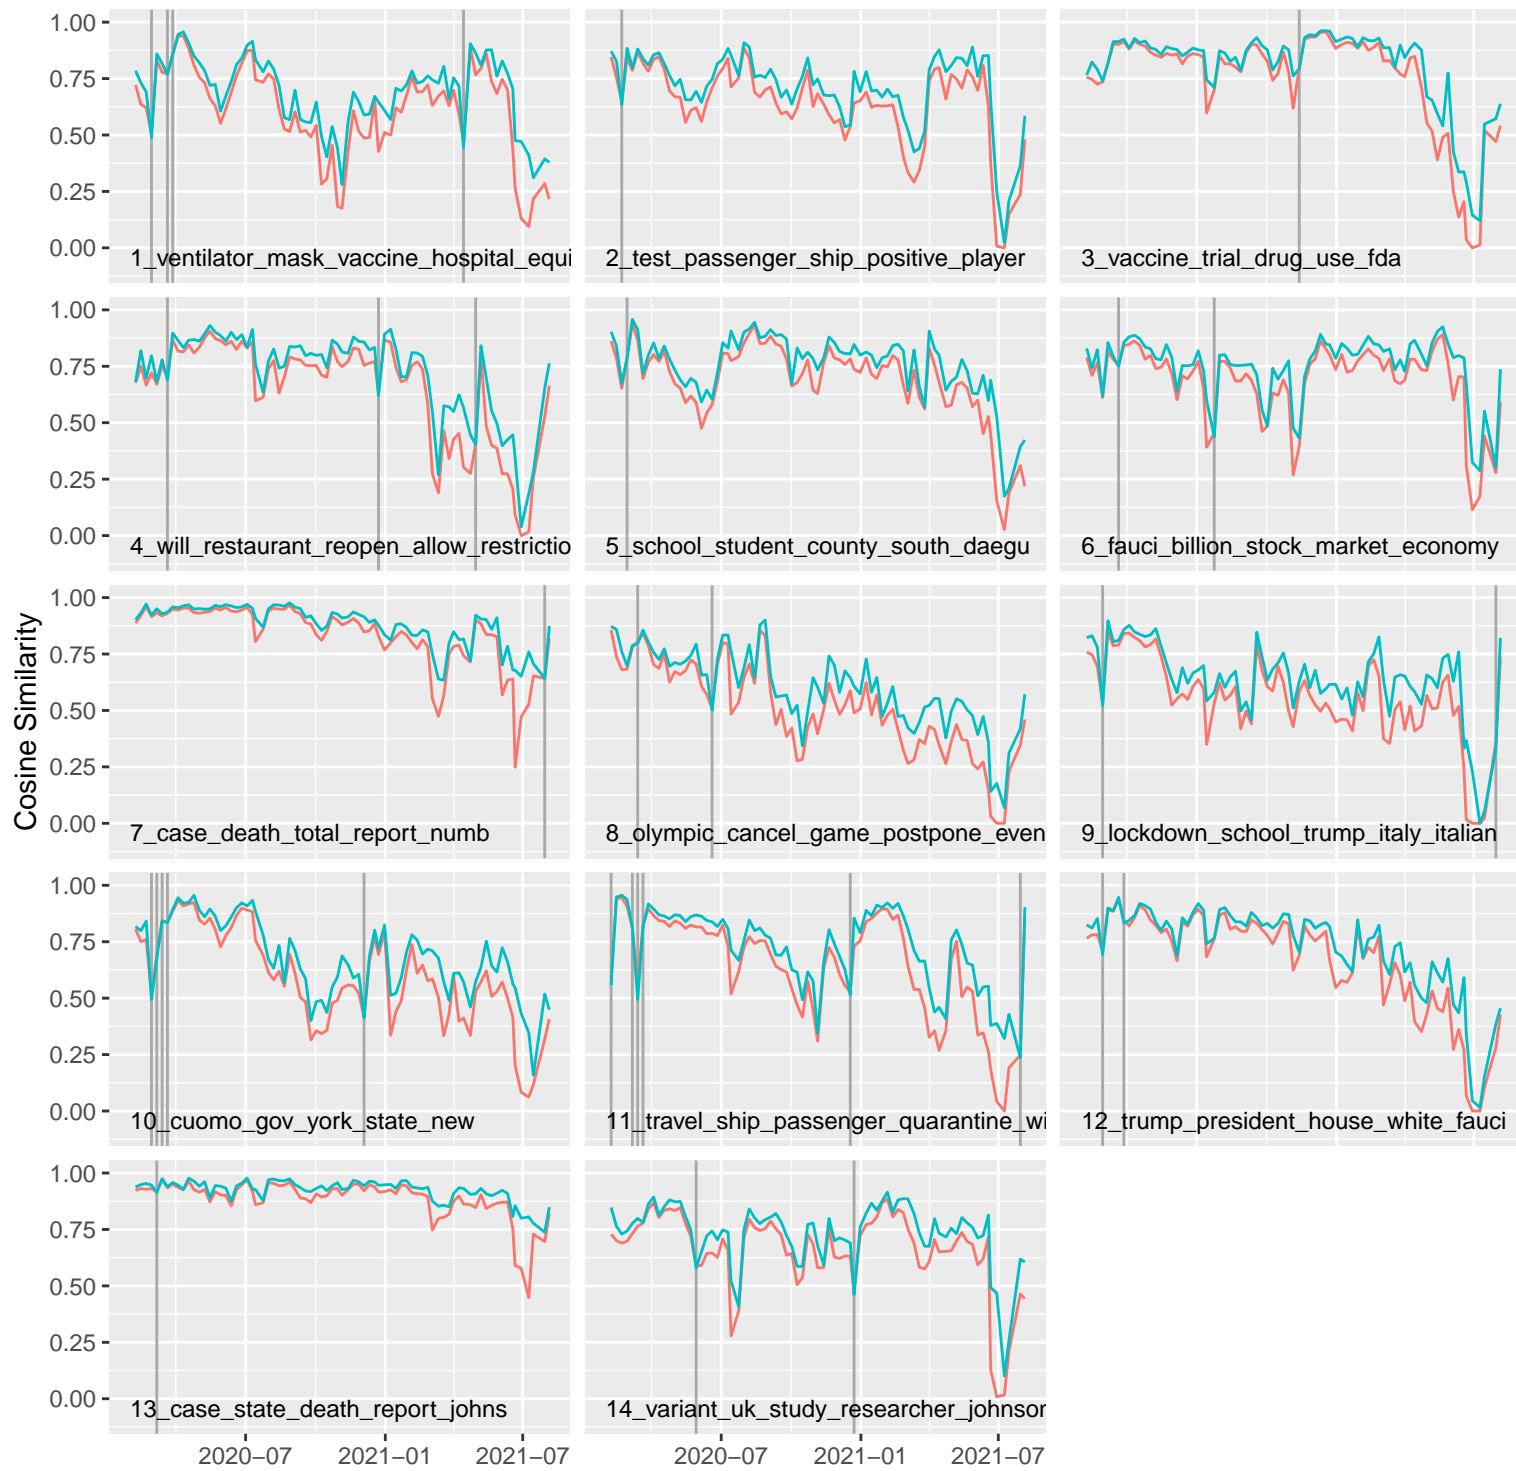 1.00
0.75
0.50
0.25
0.00
1_ventilator_mask_vaccine_hospital_equi
2_test_passenger_ship_positive_player
3_vaccine_trial_drug_use_fda
1.00
0.75
0.50
0.25
0.00
4_will_restaurant_reopen_allow_restrictio
5_school_student_county_south_daegu
6_fauci_billion_stock_market_economy
Cosine Similarity
1.00
0.75
0.50
0.25
0.00
7_case_death_total_report_numb
8_olympic_cancel_game_postpone_even
9_lockdown_school_trump_italy_italian
1.00
0.75
0.50
0.25
0.00
10_cuomo_gov_york_state_new
11_travel_ship_passenger_quarantine_wi
12_trump_president_house_white_fauci
1.00
0.75
0.50
0.25
0.00
13_case_state_death_report_johns
14_variant_uk_study_researcher_johnson
2020−07 2021−01 2021−07
2020−07 2021−01 2021−07